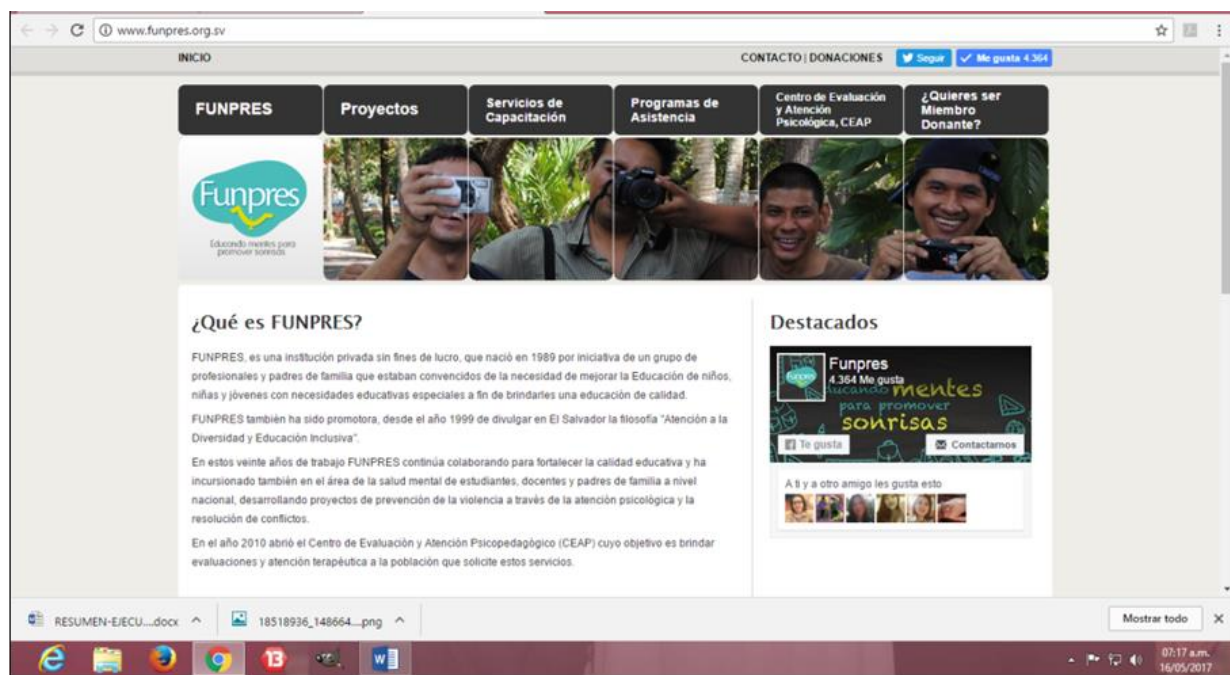 www.funpres.org.sv
INICIO
CONTACTO | DONACIONES
Seguir
Me gusta 4.364
FUNPRES
Proyectos
Servicios de
Capacitación
Programas de
Asistencia
Centro de Evaluación
y Atención
Psicológica, CEAP
¿Quieres ser
Miembro
Donante?
Funpres
Educando mentes para
promover sonrisas
¿Qué es FUNPRES?
FUNPRES, es una institución privada sin fines de lucro, que nació en 1989 por iniciativa de un grupo de
profesionales y padres de familia que estaban convencidos de la necesidad de mejorar la Educación de niños,
niñas y jóvenes con necesidades educativas especiales a fin de brindarles una educación de calidad.
FUNPRES también ha sido promotora, desde el año 1999 de divulgar en El Salvador la filosofía "Atención a la
Diversidad y Educación Inclusiva".
En estos veinte años de trabajo FUNPRES continúa colaborando para fortalecer la calidad educativa y ha
incursionado también en el área de la salud mental de estudiantes, docentes y padres de familia a nivel
nacional, desarrollando proyectos de prevención de la violencia a través de la atención psicológica y la
resolución de conflictos.
En el año 2010 abrió el Centro de Evaluación y Atención Psicopedagógico (CEAP) cuyo objetivo es brindar
evaluaciones y atención terapéutica a la población que solicite estos servicios.
Destacados
Funpres
4.364 Me gusta
ducando mentes
para promover
sonrisas
Te gusta
Contactarnos
A ti y a otro amigo les gusta esto
RESUMEN-EJECU....docx
18518936_148664....png
Mostrar todo
13
07:17 a.m.
16/05/2017